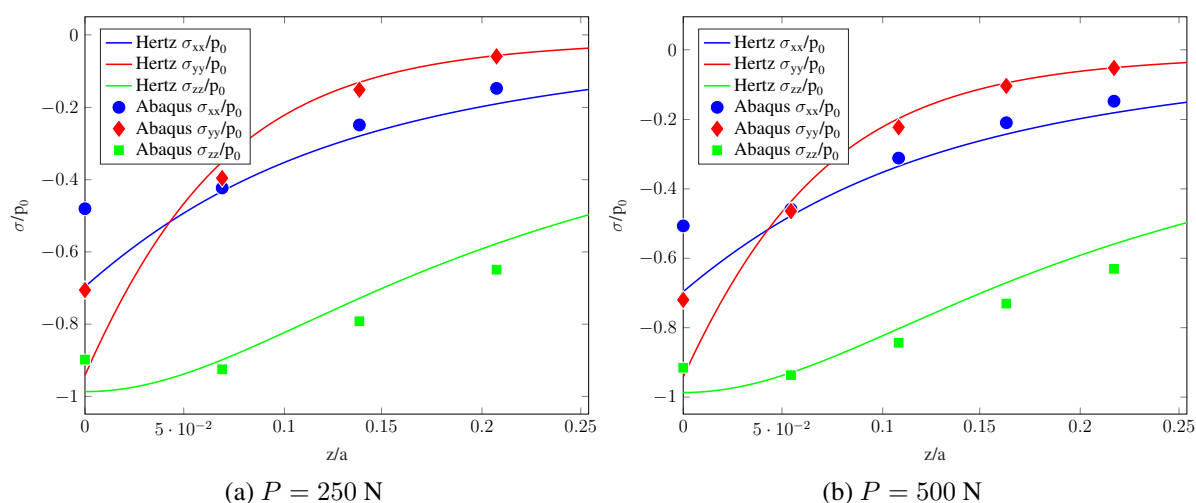 0
−0.2
−0.4
−0.6
−0.8
−1
σ/p0
Hertz σxx/p0
Hertz σyy/p0
Hertz σzz/p0
Abaqus σxx/p0
Abaqus σyy/p0
Abaqus σzz/p0
0 5 · 10−2 0.1 0.15 0.2 0.25
z/a
(a) P = 250 N
0
−0.2
−0.4
−0.6
−0.8
−1
σ/p0
Hertz σxx/p0
Hertz σyy/p0
Hertz σzz/p0
Abaqus σxx/p0
Abaqus σyy/p0
Abaqus σzz/p0
0 5 · 10−2 0.1 0.15 0.2 0.25
z/a
(b) P = 500 N